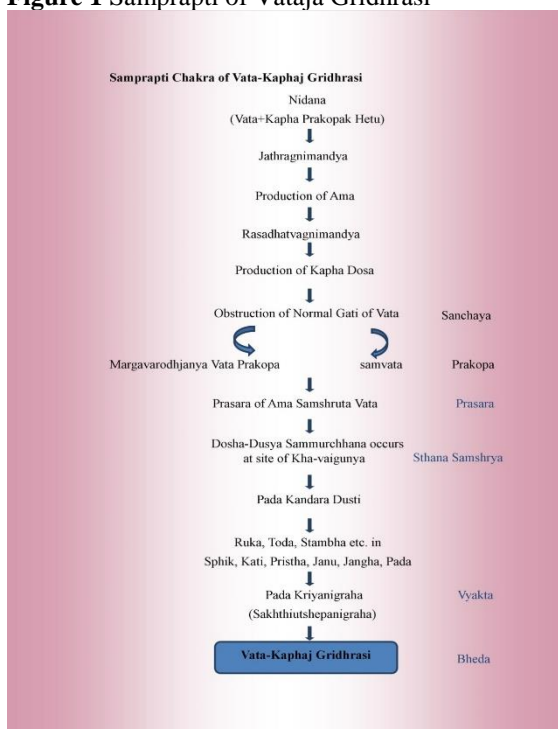 Figure 1 Samprapti of Vataja Gridhrasi
Samprapti Chakra of Vata-Kaphaj Gridhrasi
Nidana
(Vata+Kapha Prakopak Hetu)
Jathragnimandya
Production of Ama
Rasadhatvagnimandya
Production of Kapha Dosa
Obstruction of Normal Gati of Vata Sanchaya
Margavarodhjanya Vata Prakopa samvata Prakopa
Prasara of Ama Samshruta Vata Prasara
Dosha-Dusya Sammurchhana occurs
at site of Kha-vaigunya Sthana Samshrya
Pada Kandara Dusti
Ruka, Toda, Stambha etc. in
Sphik, Kati, Pristha, Janu, Jangha, Pada
Pada Kriyanigraha Vyakta
(Sakhthiutshepanigraha)
Vata-Kaphaj Gridhrasi Bheda